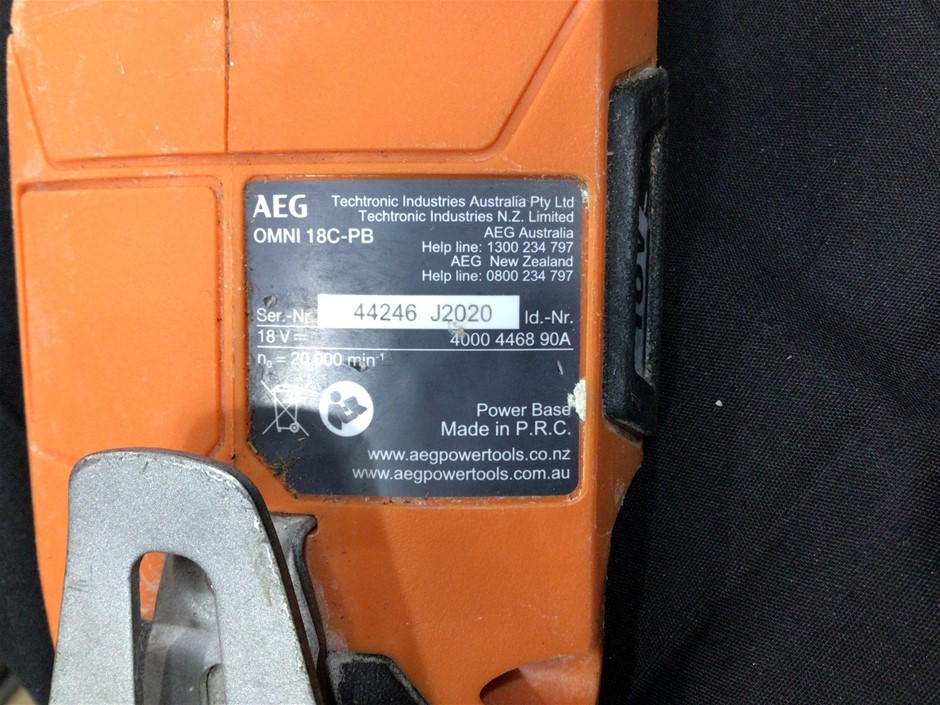 AEG Techtronic Industries Australia Pty Ltd
Techtronic Industries N.Z. Limited
OMNI 18C-PB AEG Australia
Help line: 1300 234 797
AEG New Zealand
Help line: 0800 234 797
Ser.-Nr. 44246 J2020 Id.-Nr.
18 V 4000 4468 90A
n₀ = 20,000 min⁻¹
Power Base
Made in P.R.C.
www.aegpowertools.co.nz
www.aegpowertools.com.au